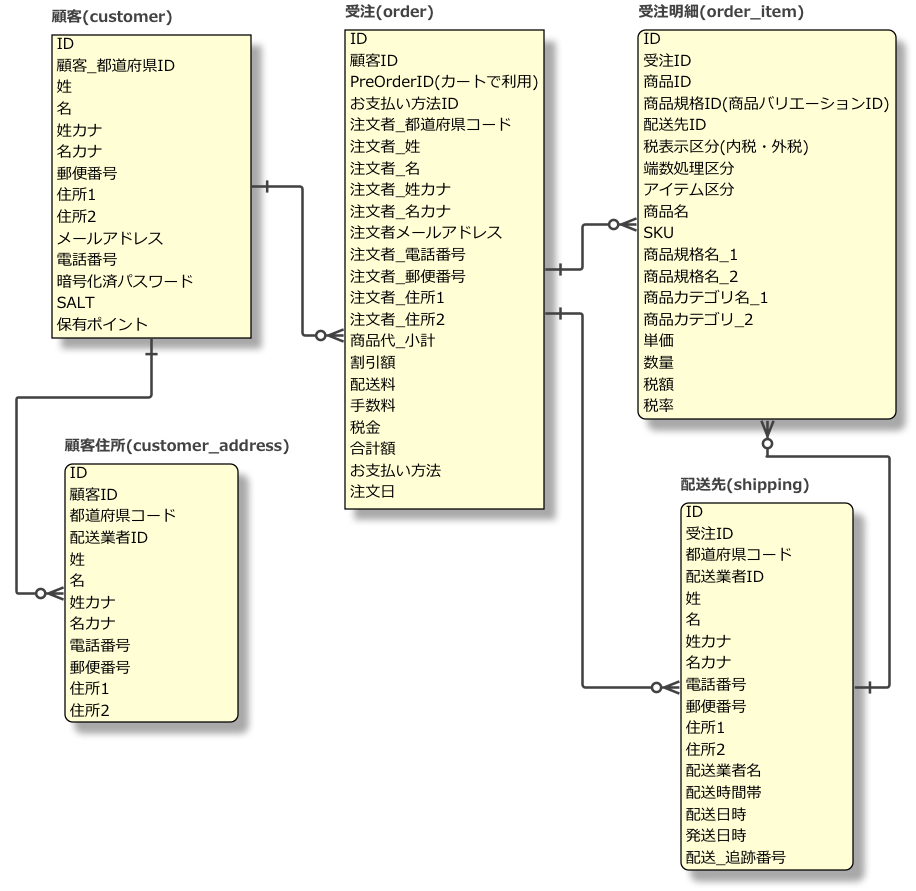 顧客(customer)
ID
顧客_都道府県ID
姓
名
姓カナ
名カナ
郵便番号
住所1
住所2
メールアドレス
電話番号
暗号化済パスワード
SALT
保有ポイント
受注(order)
ID
顧客ID
PreOrderID(カートで利用)
お支払い方法ID
注文者_都道府県コード
注文者_姓
注文者_名
注文者_姓カナ
注文者_名カナ
注文者メールアドレス
注文者_電話番号
注文者_郵便番号
注文者_住所1
注文者_住所2
商品代_小計
割引額
配送料
手数料
税金
合計額
お支払い方法
注文日
受注明細(order_item)
ID
受注ID
商品ID
商品規格ID(商品バリエーションID)
配送先ID
税表示区分(内税・外税)
端数処理区分
アイテム区分
商品名
SKU
商品規格名_1
商品規格名_2
商品カテゴリ名_1
商品カテゴリ_2
単価
数量
税額
税率
顧客住所(customer_address)
ID
顧客ID
都道府県コード
配送業者ID
姓
名
姓カナ
名カナ
電話番号
郵便番号
住所1
住所2
配送先(shipping)
ID
受注ID
都道府県コード
配送業者ID
姓
名
姓カナ
名カナ
電話番号
郵便番号
住所1
住所2
配送業者名
配送時間帯
配送日時
発送日時
配送_追跡番号